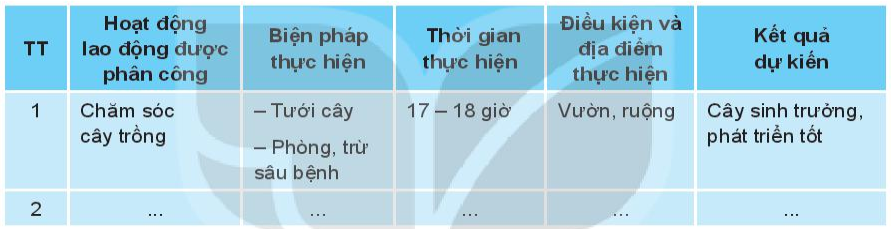 TT
Hoạt động
lao động được
phân công
Biện pháp
thực hiện
Thời gian
thực hiện
Điều kiện và
địa điểm
thực hiện
Kết quả
dự kiến
1
Chăm sóc
cây trồng
– Tưới cây
– Phòng, trừ
sâu bệnh
17 – 18 giờ
Vườn, ruộng
Cây sinh trưởng,
phát triển tốt
2
...
...
...
...
...